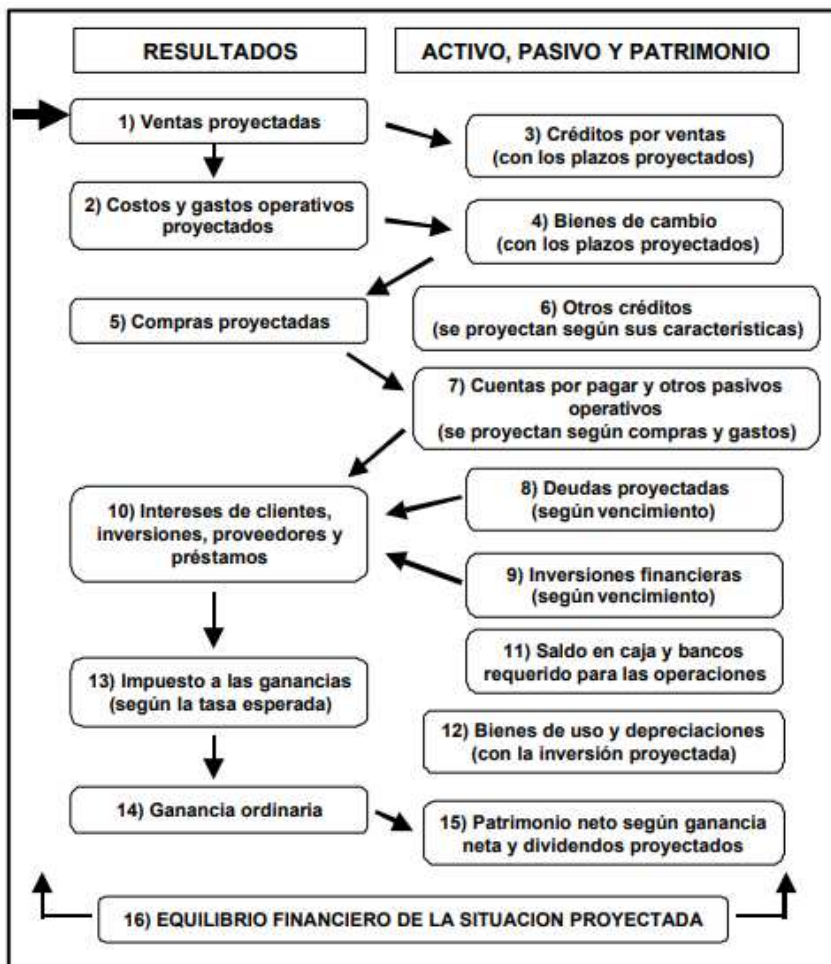 RESULTADOS
ACTIVO, PASIVO Y PATRIMONIO
1) Ventas proyectadas
3) Créditos por ventas
(con los plazos proyectados)
2) Costos y gastos operativos
proyectados
4) Bienes de cambio
(con los plazos proyectados)
5) Compras proyectadas
6) Otros créditos
(se proyectan según sus características)
7) Cuentas por pagar y otros pasivos
operativos
(se proyectan según compras y gastos)
8) Deudas proyectadas
(según vencimiento)
10) Intereses de clientes,
inversiones, proveedores y
préstamos
9) Inversiones financieras
(según vencimiento)
11) Saldo en caja y bancos
requerido para las operaciones
13) Impuesto a las ganancias
(según la tasa esperada)
12) Bienes de uso y depreciaciones
(con la inversión proyectada)
14) Ganancia ordinaria
15) Patrimonio neto según ganancia
neta y dividendos proyectados
16) EQUILIBRIO FINANCIERO DE LA SITUACION PROYECTADA